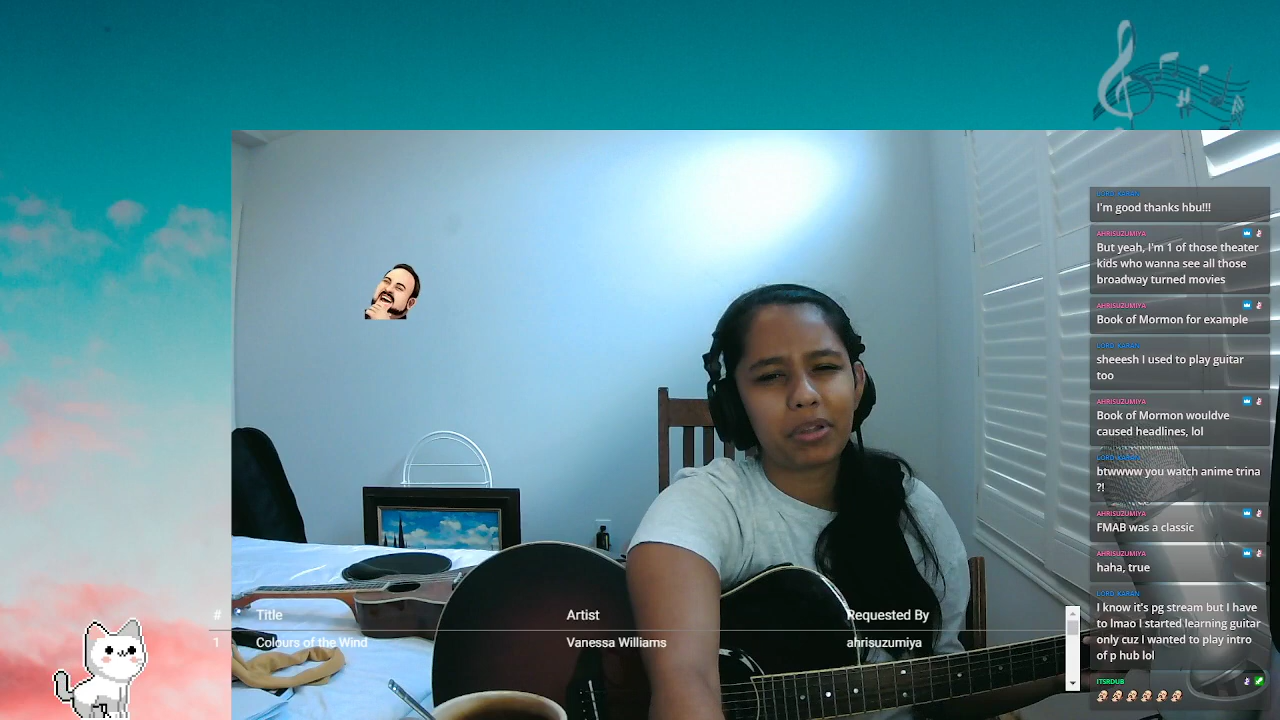 LORD KARAN
I'm good thanks hbu!!!
AHRISUZUMIYA
But yeah, I'm 1 of those theater
kids who wanna see all those
broadway turned movies
AHRISUZUMIYA
Book of Mormon for example
LORD KARAN
sheeesh I used to play guitar
too
AHRISUZUMIYA
Book of Mormon wouldve
caused headlines, lol
LORD KARAN
btwwww you watch anime trina
?!
AHRISUZUMIYA
FMAB was a classic
AHRISUZUMIYA
haha, true
LORD KARAN
I know it's pg stream but I have
to lmao I started learning guitar
only cuz I wanted to play intro
of p hub lol
ITSRDUB
# Title Artist Requested By
1 Colours of the Wind Vanessa Williams ahrisuzumiya